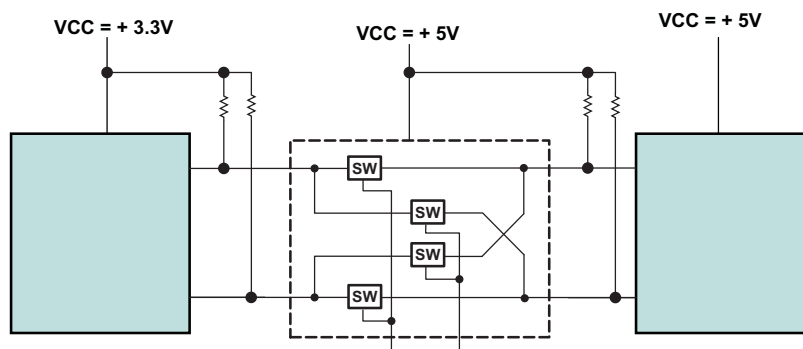 VCC = + 3.3V
VCC = + 5V
VCC = + 5V
SW
SW
SW
SW